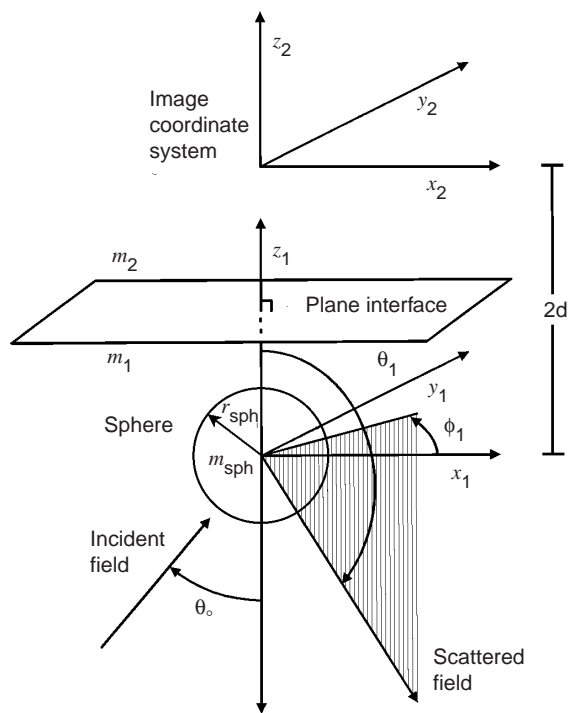 z2
Image
coordinate
system
y2
x2
z1
m2
Plane interface
2d
m1
θ1
y1
rsph
Sphere
ϕ1
msph
x1
Incident
field
θ∘
Scattered
field